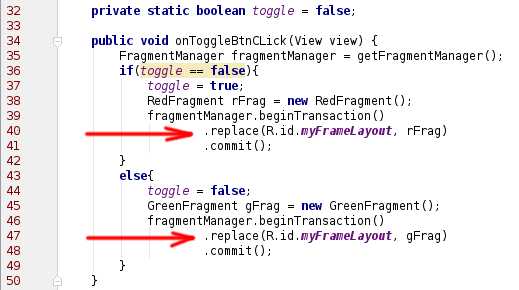 32 private static boolean toggle = false;
33
34 public void onToggleBtnCLick(View view) {
35 FragmentManager fragmentManager = getFragmentManager();
36 if(toggle == false){
37 toggle = true;
38 RedFragment rFrag = new RedFragment();
39 fragmentManager.beginTransaction()
40 .replace(R.id.myFrameLayout, rFrag)
41 .commit();
42 }
43 else{
44 toggle = false;
45 GreenFragment gFrag = new GreenFragment();
46 fragmentManager.beginTransaction()
47 .replace(R.id.myFrameLayout, gFrag)
48 .commit();
49 }
50 }